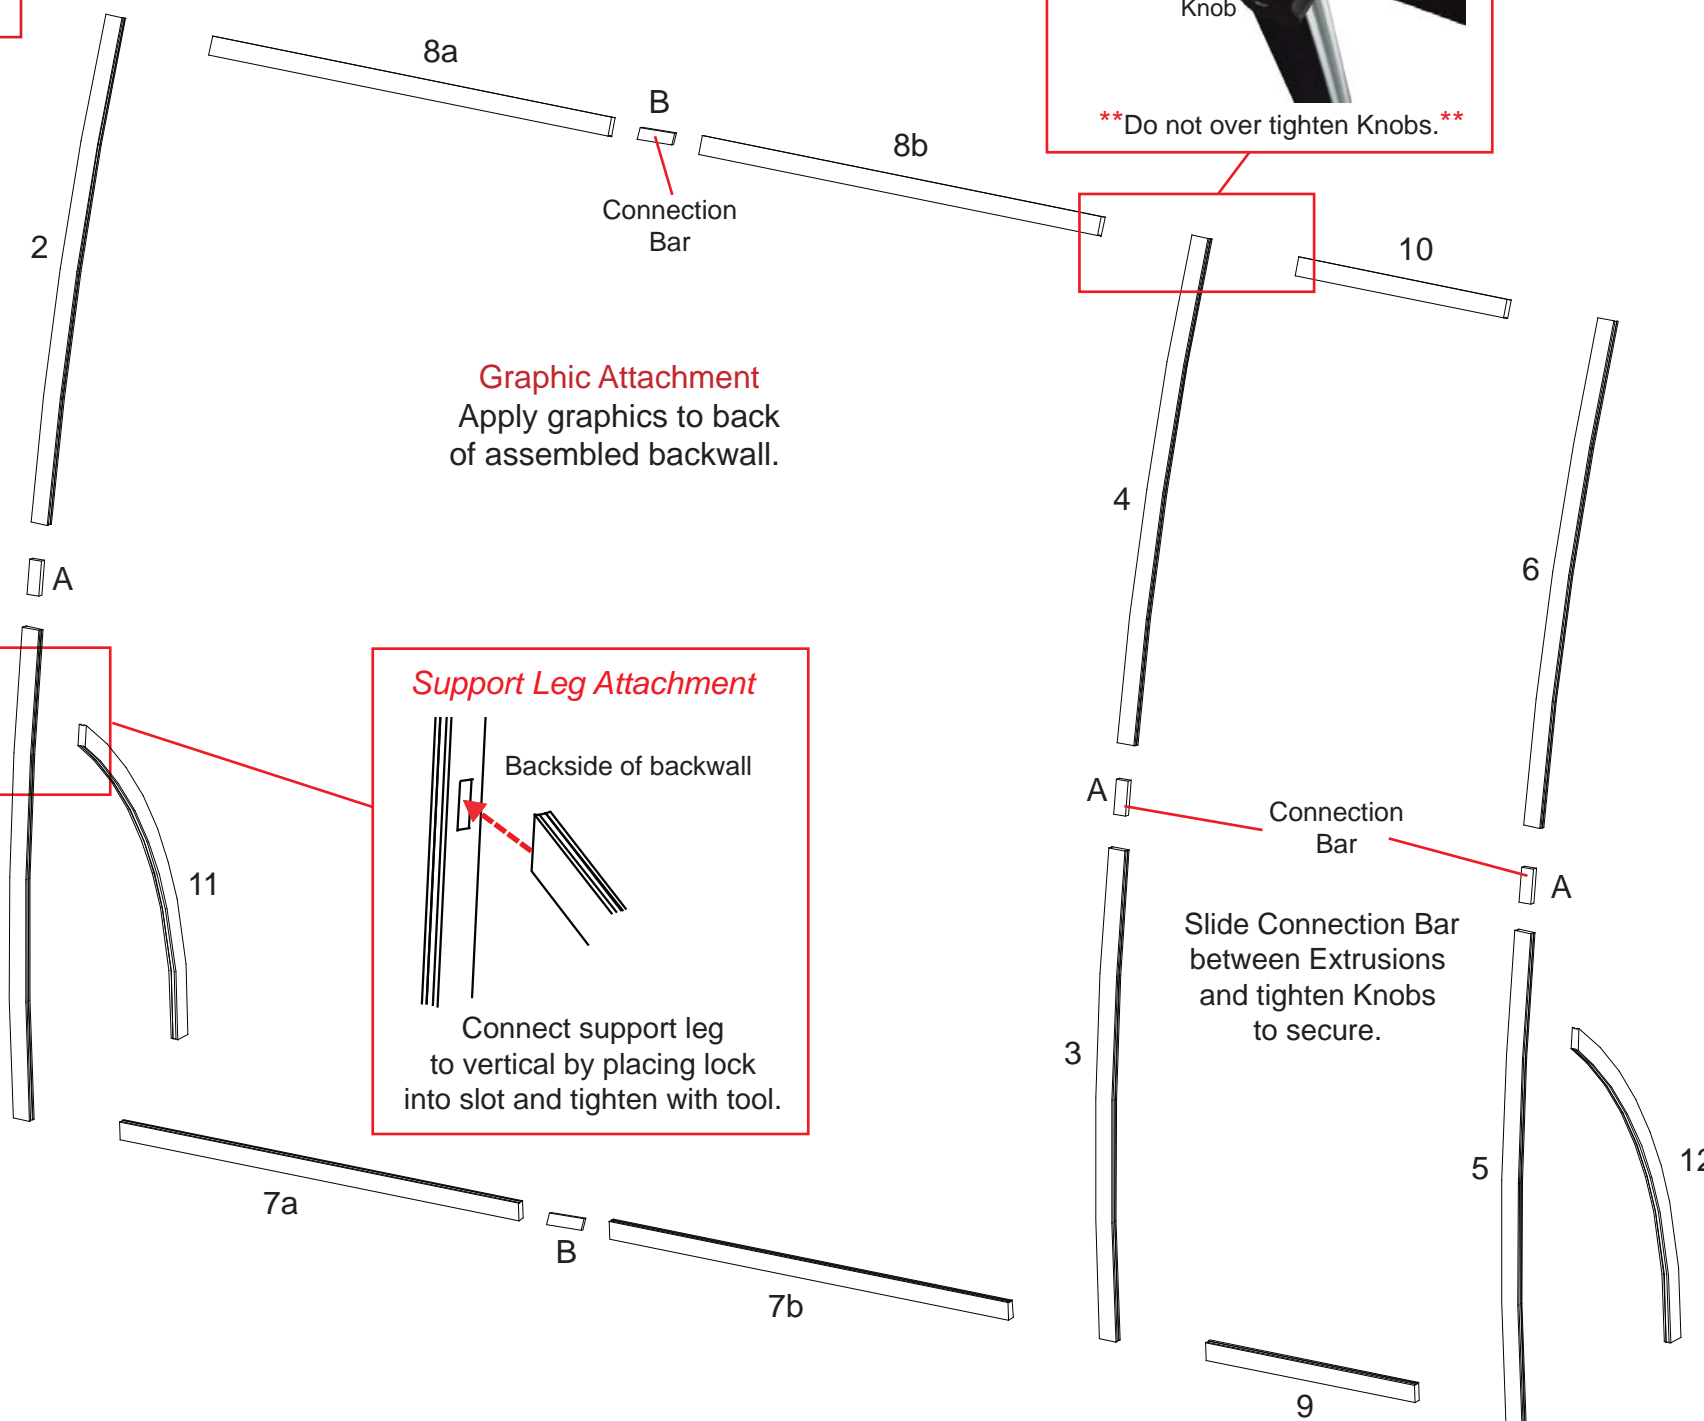 Knob
**Do not over tighten Knobs.**
8a
B
8b
Connection
Bar
2
10
Graphic Attachment
Apply graphics to back
of assembled backwall.
4
6
A
Support Leg Attachment
Backside of backwall
Connect support leg
to vertical by placing lock
into slot and tighten with tool.
11
A
Connection
Bar
A
Slide Connection Bar
between Extrusions
and tighten Knobs
to secure.
3
5
12
7a
B
7b
9